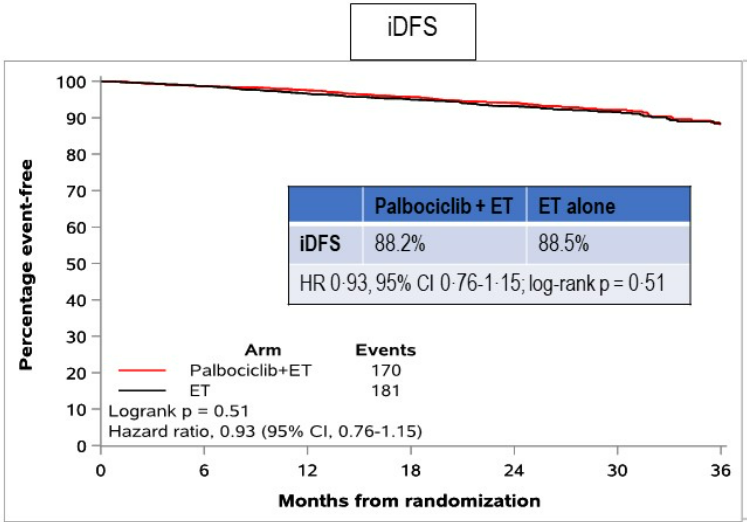 iDFS
100
90
80
70
60
50
40
30
20
10
0
Percentage event-free
Palbociclib + ET ET alone
iDFS 88.2% 88.5%
HR 0·93, 95% CI 0·76-1·15; log-rank p = 0·51
Arm Events
Palbociclib+ET 170
ET 181
Logrank p = 0.51
Hazard ratio, 0.93 (95% CI, 0.76-1.15)
0 6 12 18 24 30 36
Months from randomization